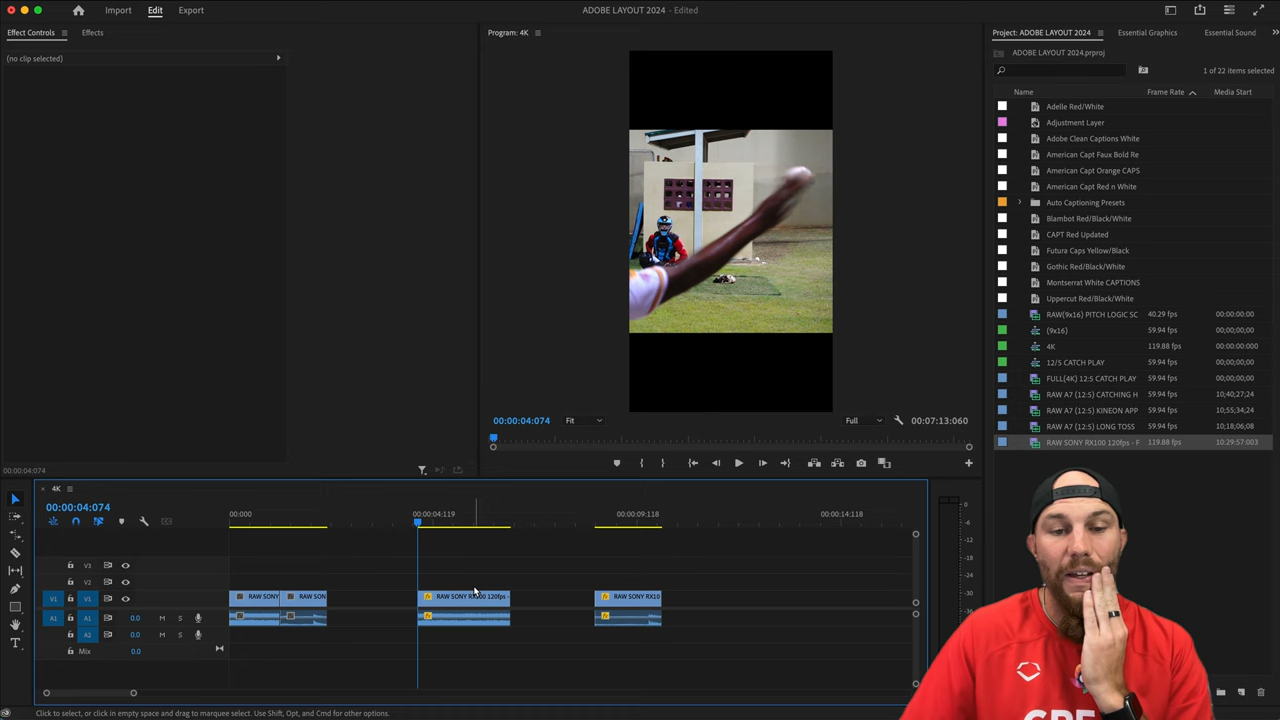 Import Edit Export ADOBE LAYOUT 2024 - Edited
Effect Controls Effects
(no clip selected)
Program: 4K
Project: ADOBE LAYOUT 2024 Essential Graphics Essential Sound
ADOBE LAYOUT 2024.prproj
1 of 22 items selected
Name Frame Rate Media Start
Adelle Red/White
Adjustment Layer
Adobe Clean Captions White
American Capt Faux Bold Re
American Capt Orange CAPS
American Capt Red n White
Auto Captioning Presets
Blambot Red/Black/White
CAPT Red Updated
Futura Caps Yellow/Black
Gothic Red/Black/White
Montserrat White CAPTIONS
Uppercut Red/Black/White
RAW(9x16) PITCH LOGIC SC 40.29 fps 00:00:00:00
(9x16) 59.94 fps 00;00;00;00
4K 119.88 fps 00:00:00:000
12/5 CATCH PLAY 59.94 fps 00;00;00;00
FULL(4K) 12:5 CATCH PLAY 59.94 fps 00;00;00;00
RAW A7 (12:5) CATCHING H 59.94 fps 10;40;27;24
RAW A7 (12:5) KINEON APP 59.94 fps 10;55;34;24
RAW A7 (12:5) LONG TOSS 59.94 fps 10;18;06;08
RAW SONY RX100 120fps - F 119.88 fps 10:29:57:003
00:00:04:074 Fit Full 00:07:13:060
00:00:04:074
4K
00:00:04:074
00:000 00:00:04:119 00:00:09:118 00:00:14:118
V3
V2
V1 V1 RAW SONY RAW SON RAW SONY RX100 120fps - RAW SONY RX10
A1 A1 0.0 M S
A2 0.0 M S
Mix 0.0
0
-6
-12
-18
-24
-30
-36
Click to select, or click in empty space and drag to marquee select. Use Shift, Opt, and Cmd for other options.